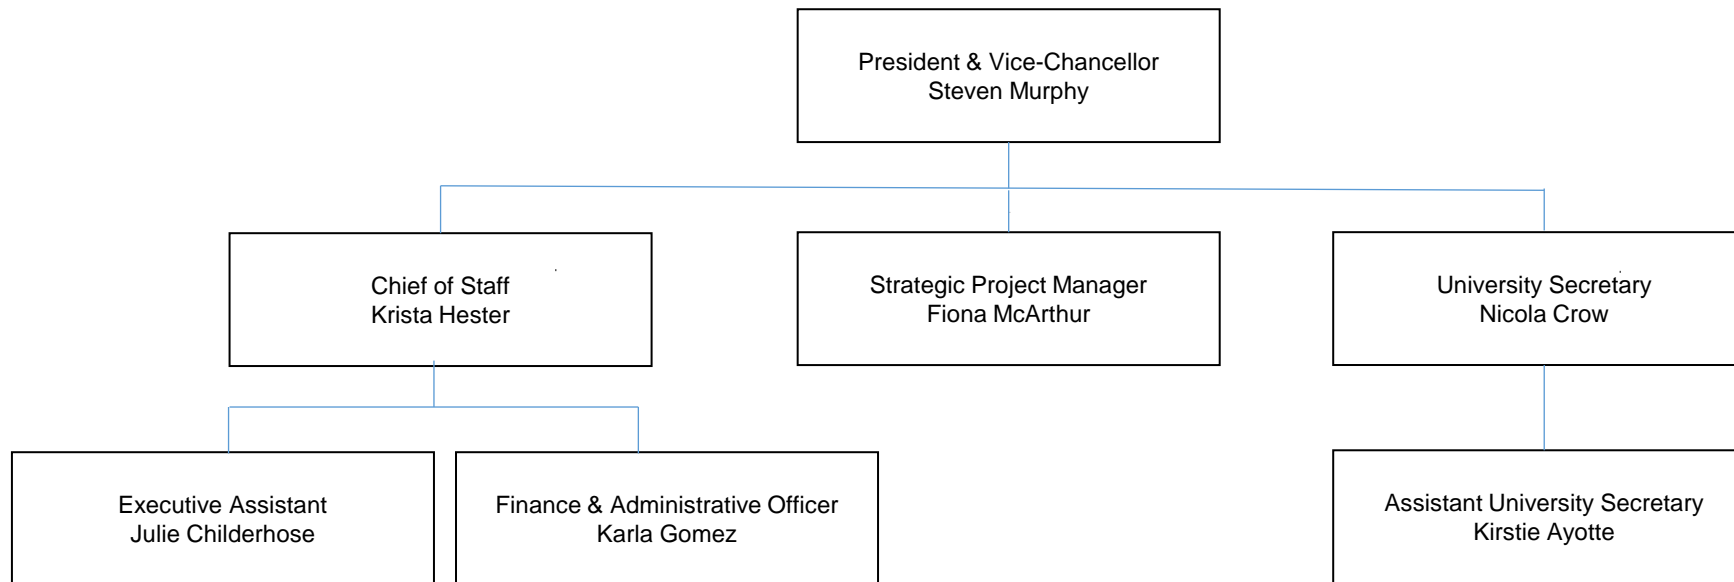 President & Vice-Chancellor
Steven Murphy
Chief of Staff
Krista Hester
Strategic Project Manager
Fiona McArthur
University Secretary
Nicola Crow
Executive Assistant
Julie Childerhose
Finance & Administrative Officer
Karla Gomez
Assistant University Secretary
Kirstie Ayotte